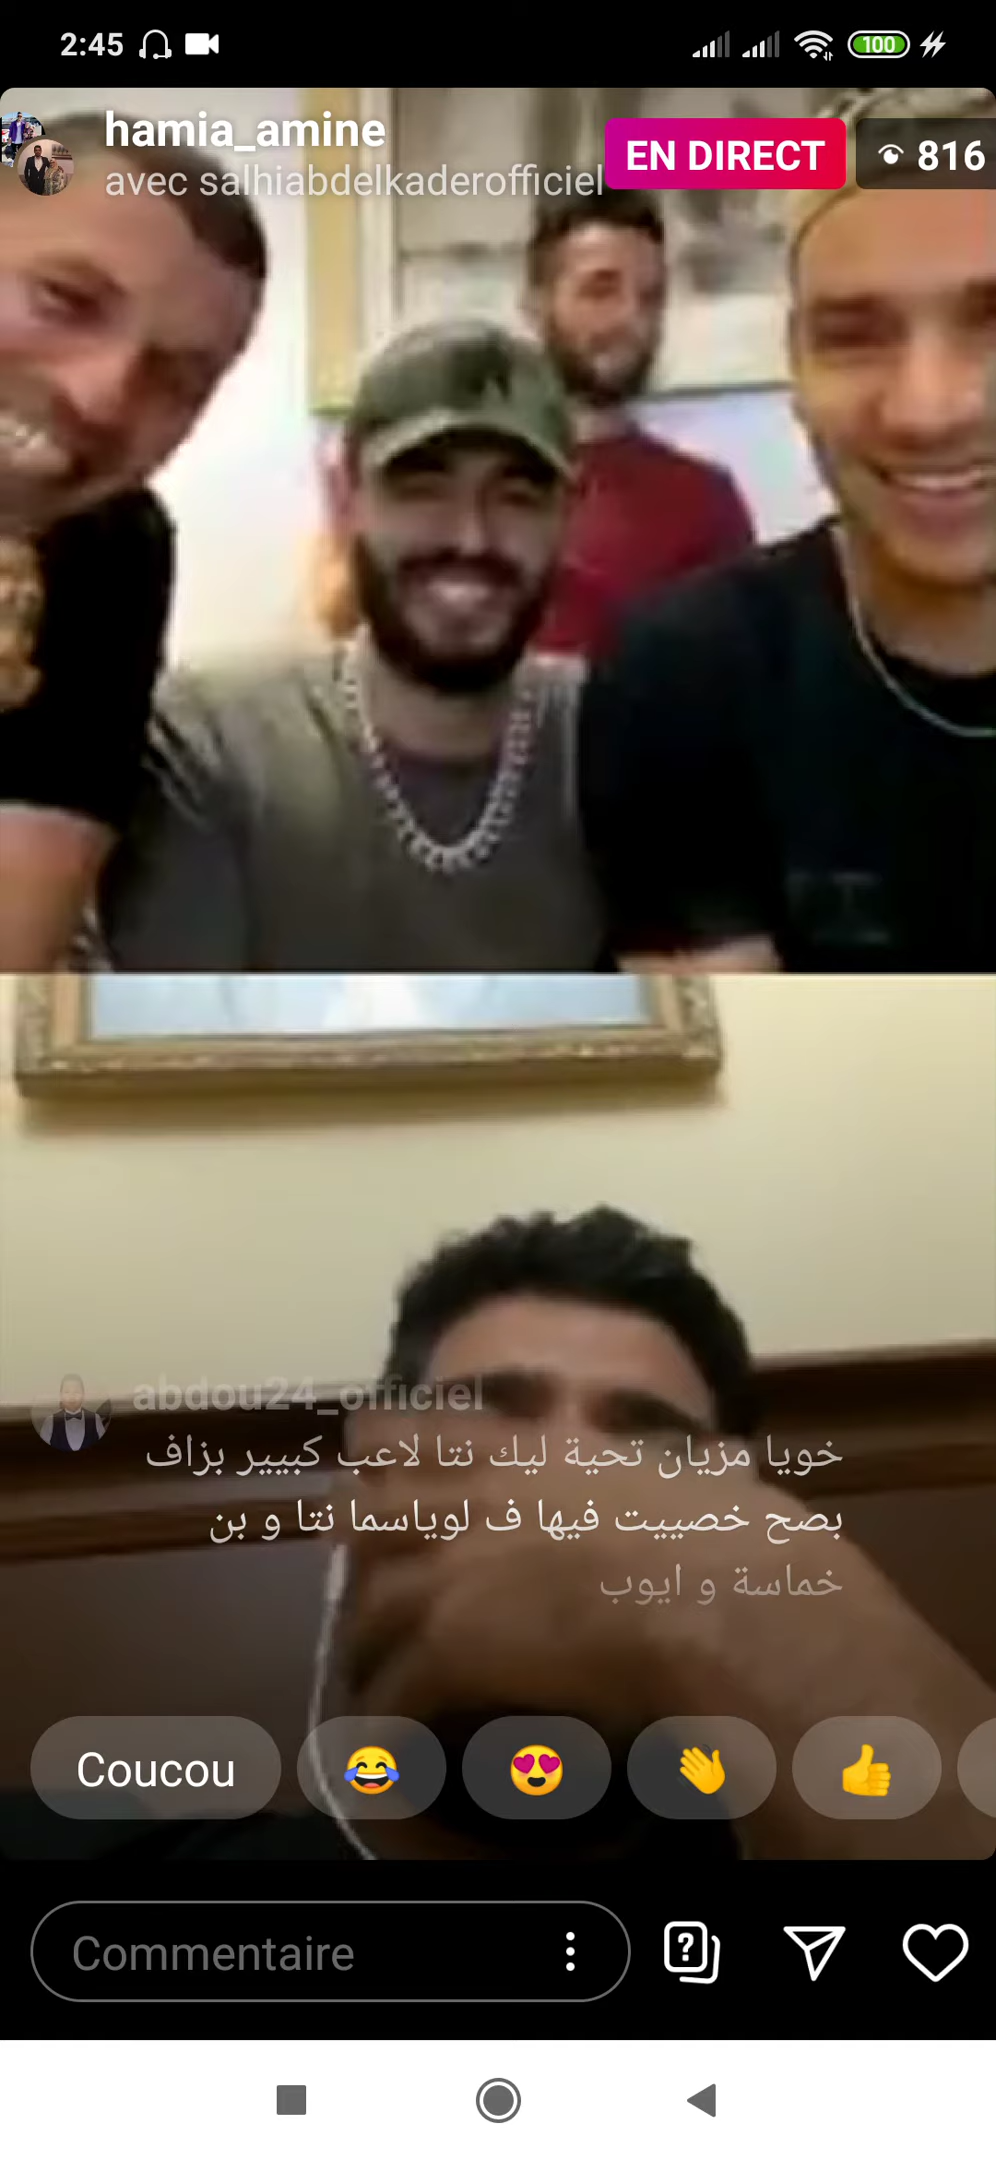 2:45
100
hamia_amine
avec salhiabdelkaderofficiel
EN DIRECT
816
abdou24_officiel
خويا مزيان تحية ليك نتا لاعب كبيير بزاف
بصح خصييت فيها ف لوياسما نتا و بن
خماسة و ايوب
Coucou
Commentaire